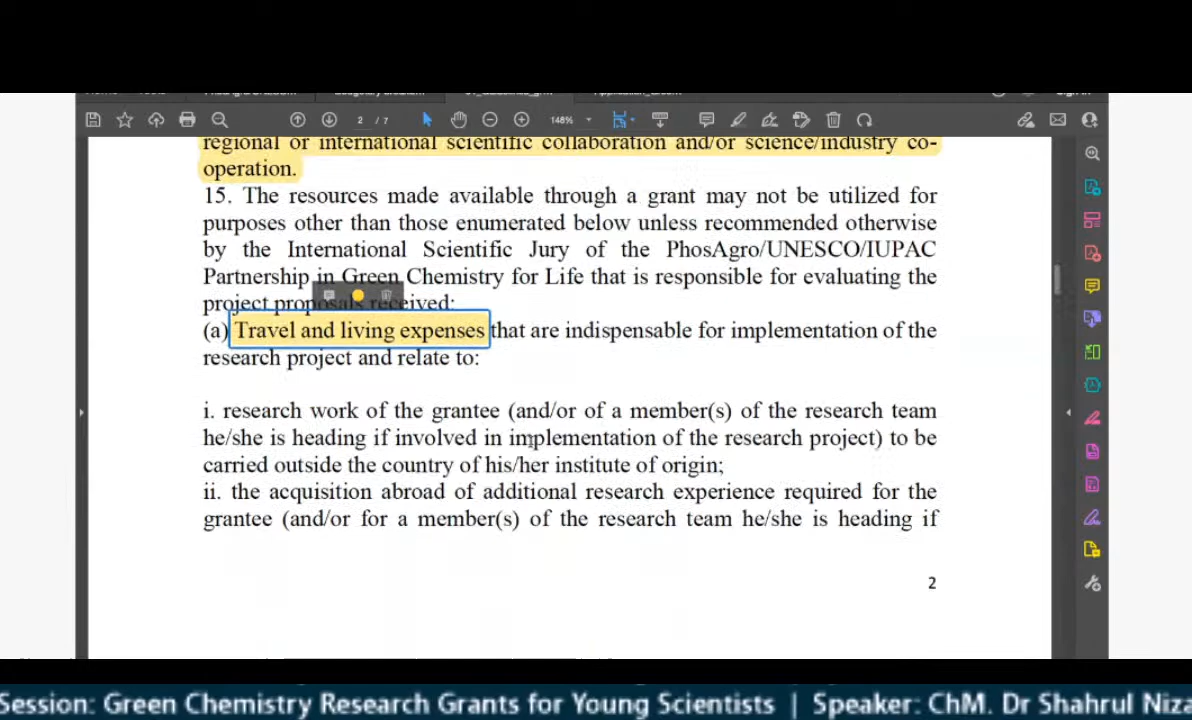 2 / 7
148%
regional or international scientific collaboration and/or science/industry co-
operation.
15. The resources made available through a grant may not be utilized for
purposes other than those enumerated below unless recommended otherwise
by the International Scientific Jury of the PhosAgro/UNESCO/IUPAC
Partnership in Green Chemistry for Life that is responsible for evaluating the
project proposals received:
(a) Travel and living expenses that are indispensable for implementation of the
research project and relate to:
i. research work of the grantee (and/or of a member(s) of the research team
he/she is heading if involved in implementation of the research project) to be
carried outside the country of his/her institute of origin;
ii. the acquisition abroad of additional research experience required for the
grantee (and/or for a member(s) of the research team he/she is heading if
2
Session: Green Chemistry Research Grants for Young Scientists | Speaker: ChM. Dr Shahrul Niza